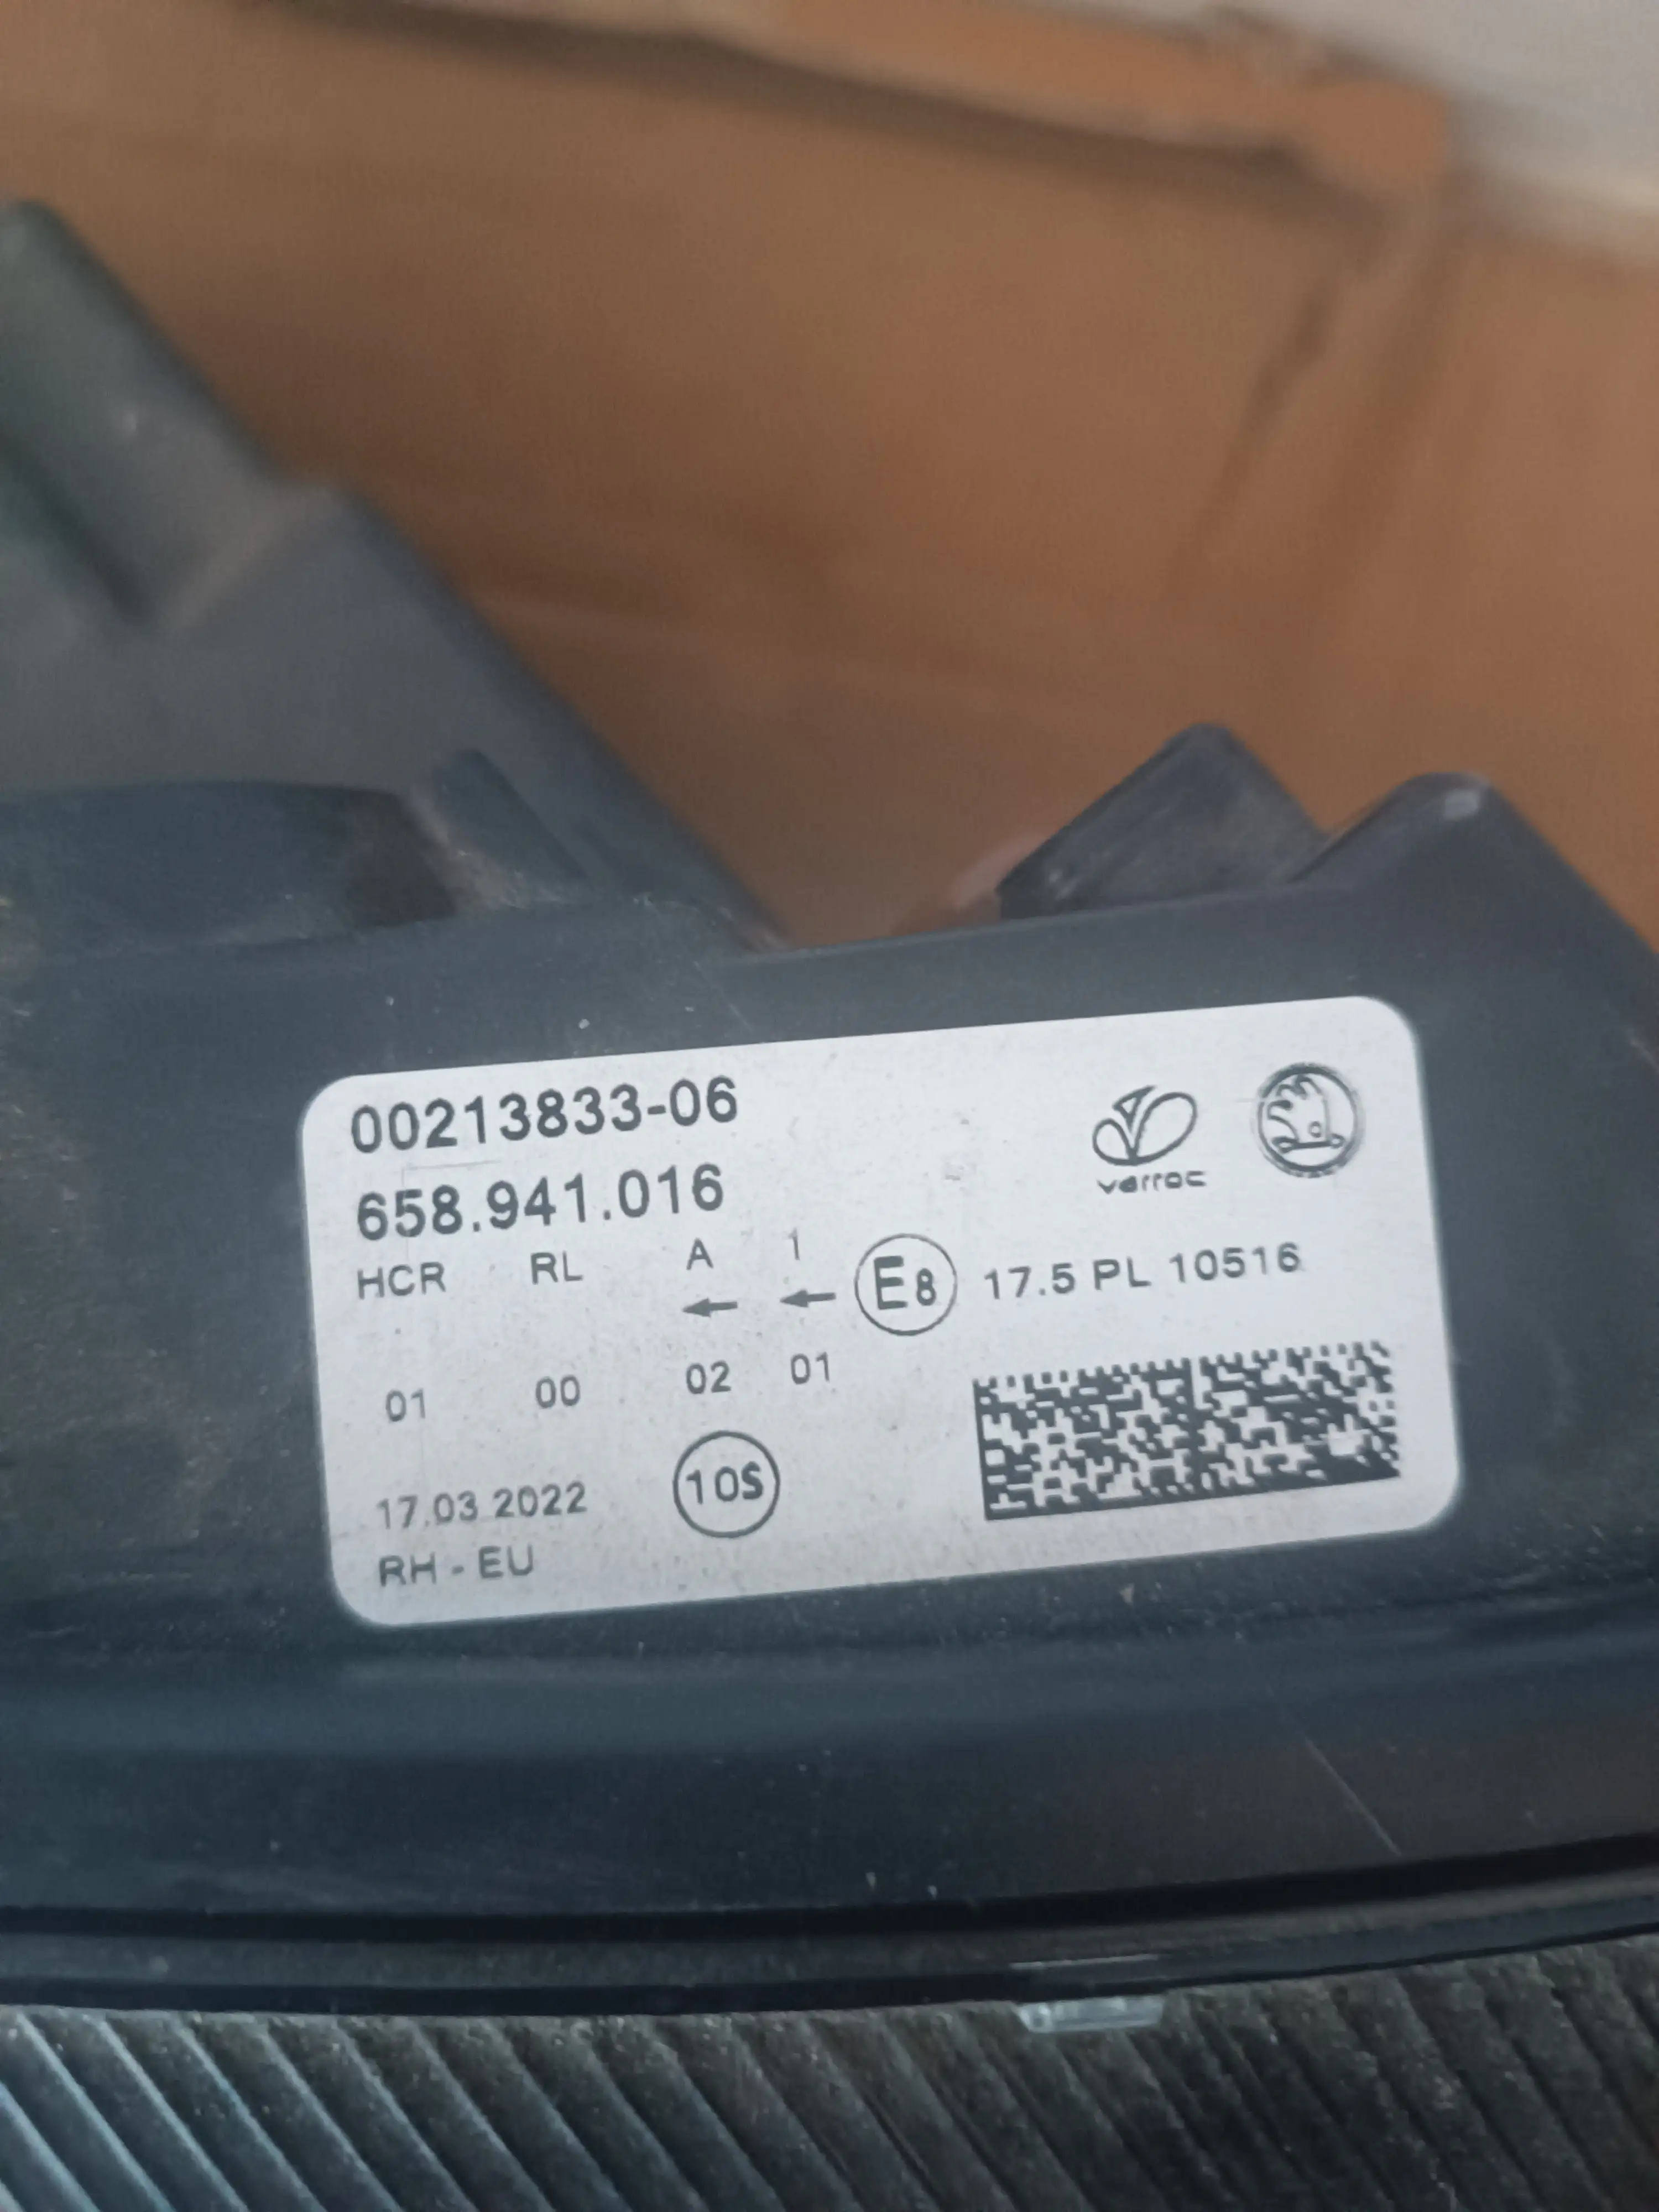 00213833-06
658.941.016
varroc
HCR RL A 1 E8 17.5 PL 10516
← ←
01 00 02 01
17.03.2022 10S
RH - EU